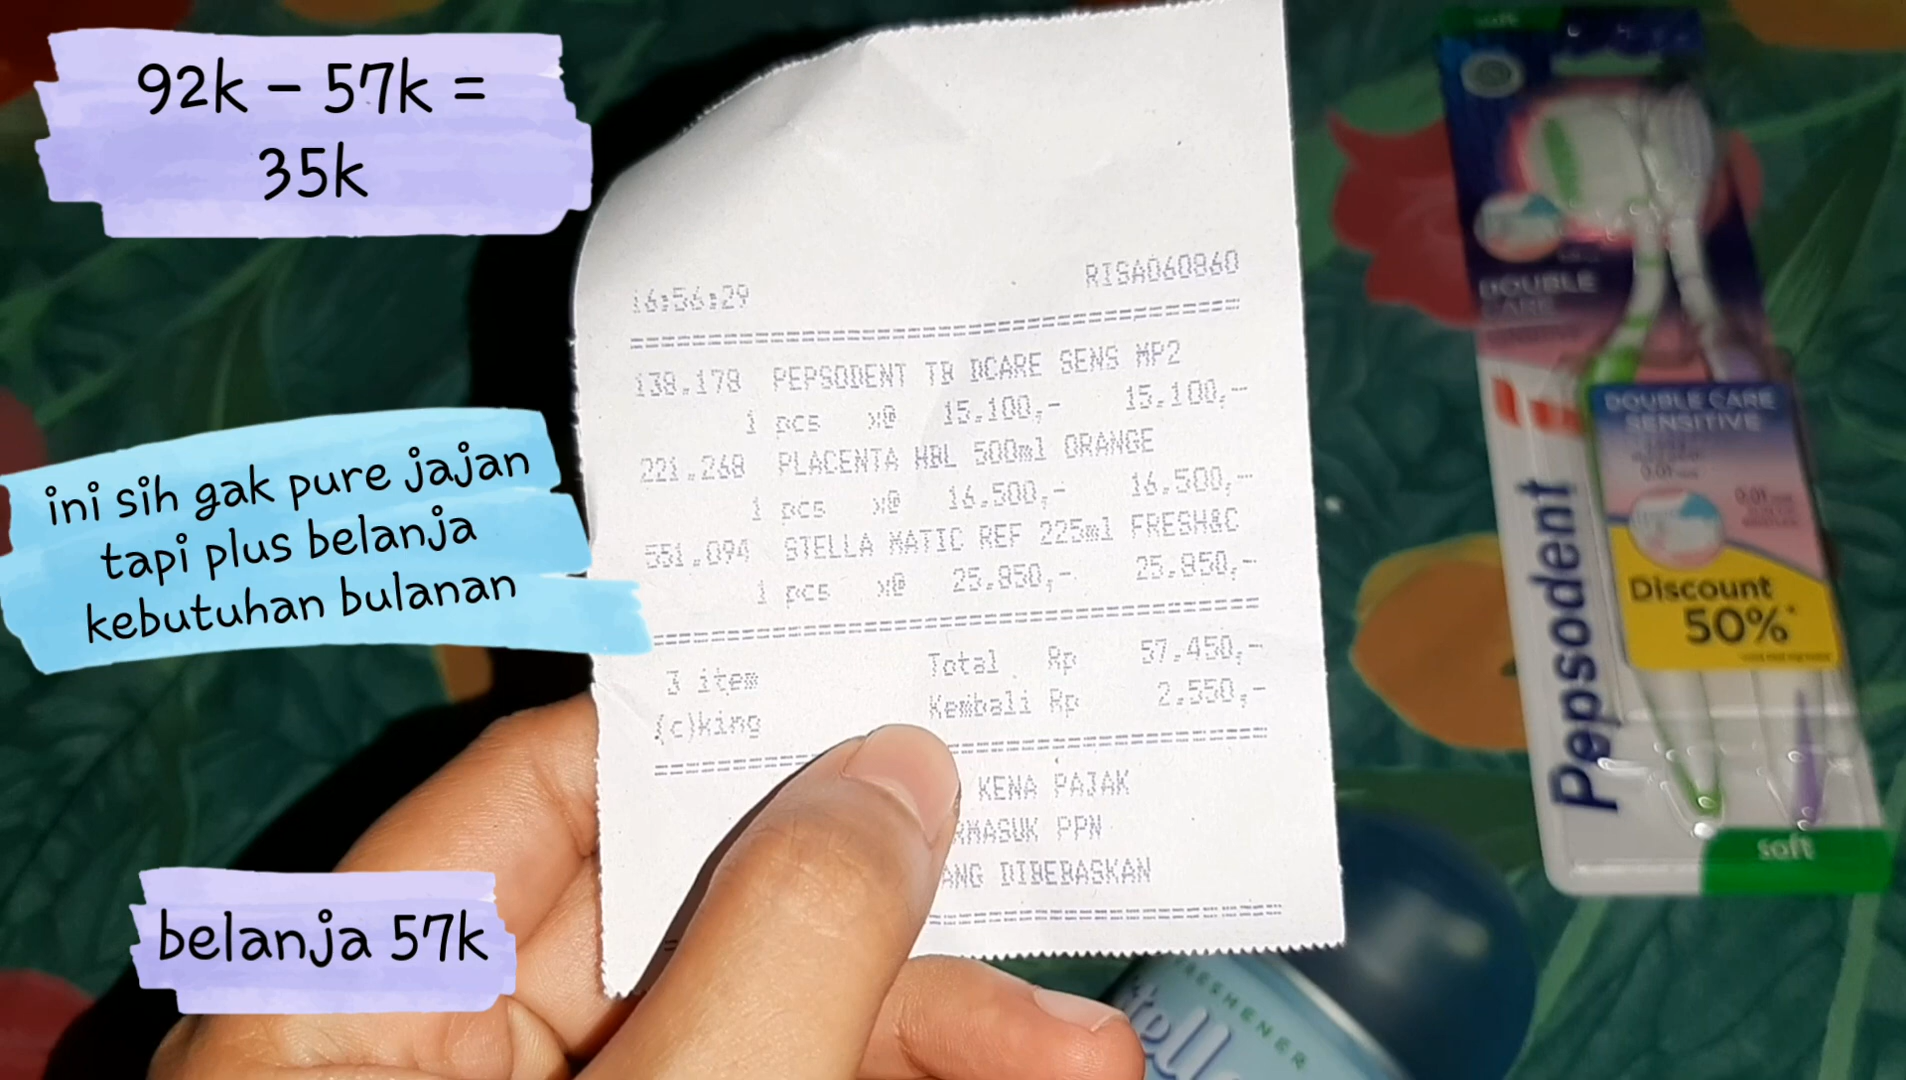 92k - 57k =
35k
ini sih gak pure jajan
tapi plus belanja
kebutuhan bulanan
belanja 57k
16:56:29 RISA060860
138.178 PEPSODENT TB DCARE SENS MP2
1 pcs x@ 15.100,- 15.100,-
221.268 PLACENTA HBL 500ml ORANGE
1 pcs x@ 16.500,- 16.500,-
551.094 STELLA MATIC REF 225ml FRESH&C
1 pcs x@ 25.850,- 25.850,-
3 item Total Rp 57.450,-
(c)king Kembali Rp 2.550,-
KENA PAJAK
RMASUK PPN
ANG DIBEBASKAN
soft
DOUBLE
CARE
DOUBLE CARE
SENSITIVE
Discount
50%*
Pepsodent
soft
FRESHENER